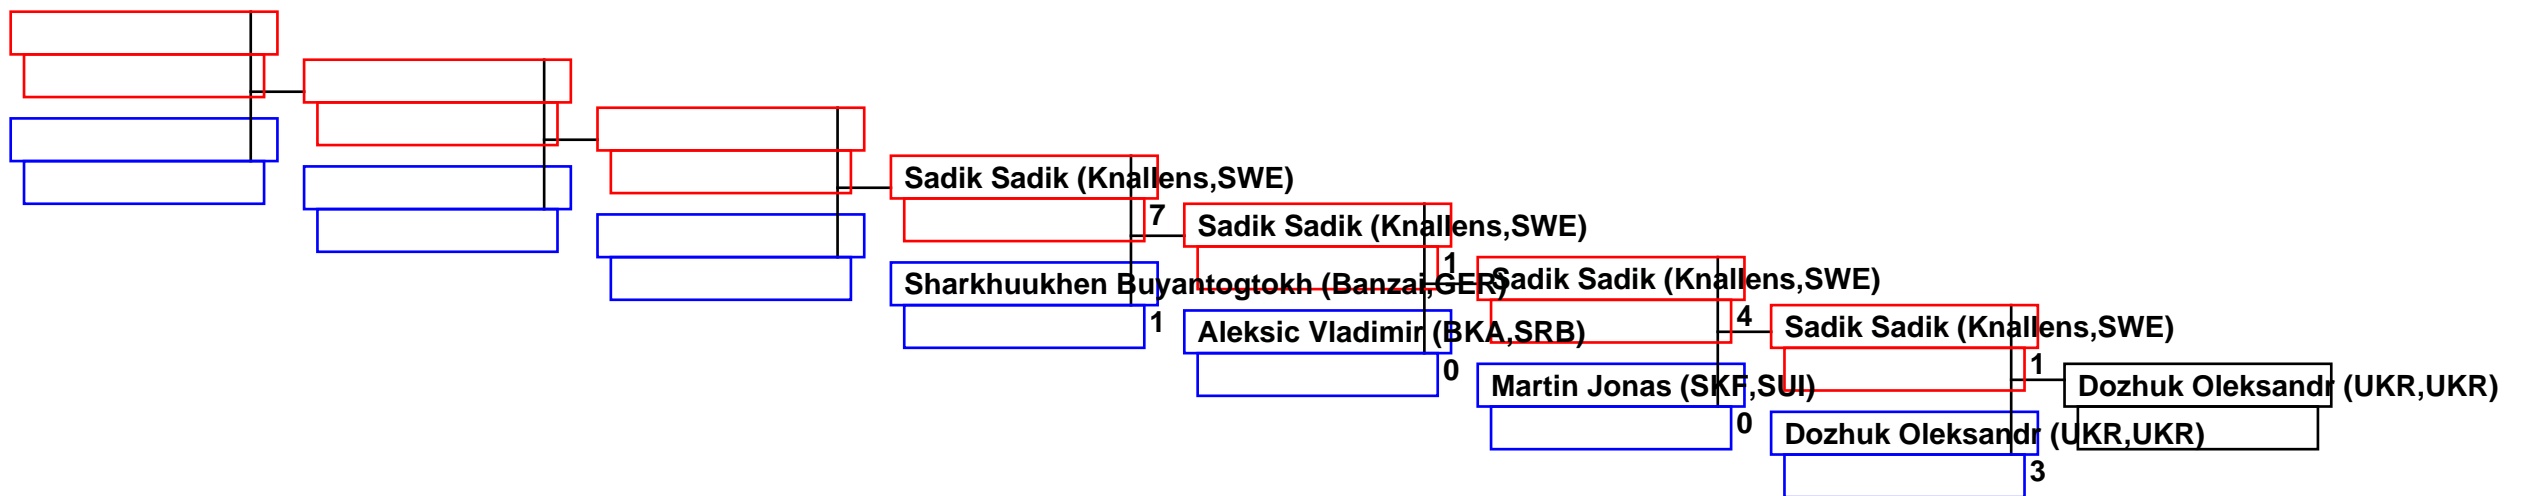 Sadik Sadik (Knallens,SWE)
7
Sharkhuukhen Buyantogtokh (Banzai,GER)
1
Sadik Sadik (Knallens,SWE)
1
Aleksic Vladimir (BKA,SRB)
0
Sadik Sadik (Knallens,SWE)
4
Martin Jonas (SKF,SUI)
0
Sadik Sadik (Knallens,SWE)
1
Dozhuk Oleksandr (UKR,UKR)
3
Dozhuk Oleksandr (UKR,UKR)